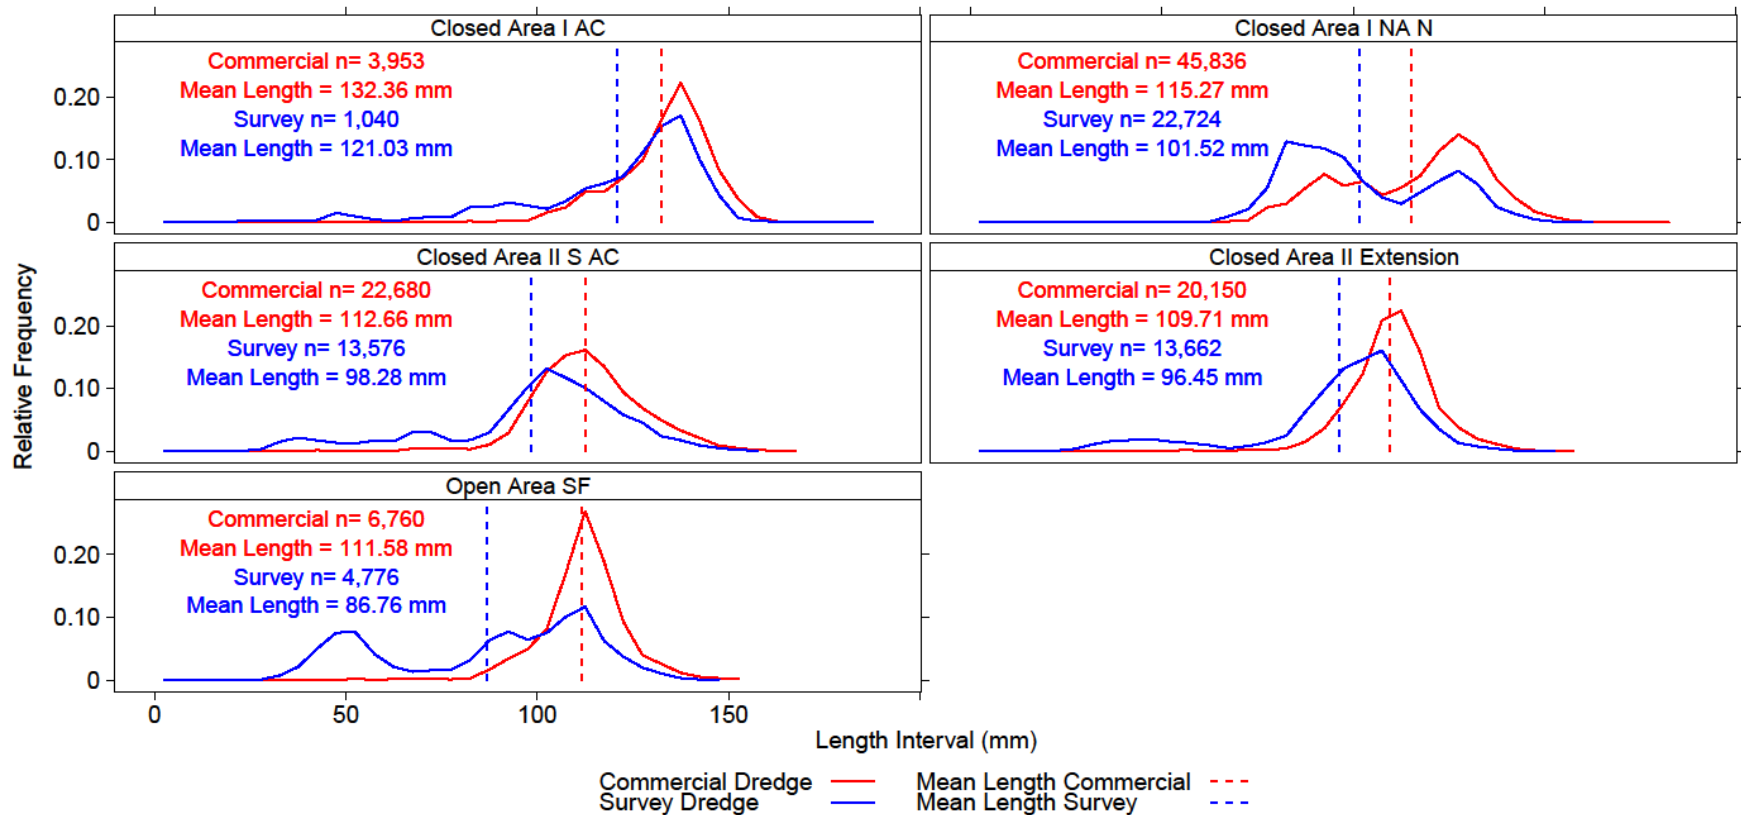 Closed Area I AC
Commercial n= 3,953
Mean Length = 132.36 mm
Survey n= 1,040
Mean Length = 121.03 mm
0.20
0.10
0
Closed Area I NA N
Commercial n= 45,836
Mean Length = 115.27 mm
Survey n= 22,724
Mean Length = 101.52 mm
Closed Area II S AC
Commercial n= 22,680
Mean Length = 112.66 mm
Survey n= 13,576
Mean Length = 98.28 mm
0.20
0.10
0
Closed Area II Extension
Commercial n= 20,150
Mean Length = 109.71 mm
Survey n= 13,662
Mean Length = 96.45 mm
Relative Frequency
Open Area SF
Commercial n= 6,760
Mean Length = 111.58 mm
Survey n= 4,776
Mean Length = 86.76 mm
0.20
0.10
0
0 50 100 150
Length Interval (mm)
Commercial Dredge
Survey Dredge
Mean Length Commercial
Mean Length Survey